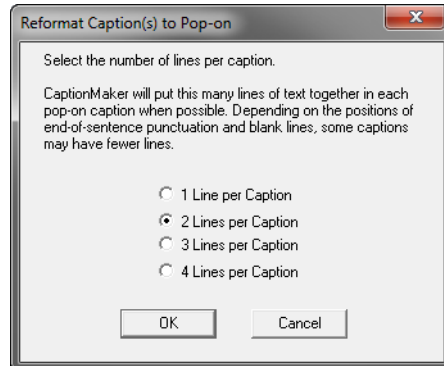 Reformat Caption(s) to Pop-on
Select the number of lines per caption.
CaptionMaker will put this many lines of text together in each
pop-on caption when possible. Depending on the positions of
end-of-sentence punctuation and blank lines, some captions
may have fewer lines.
1 Line per Caption
2 Lines per Caption
3 Lines per Caption
4 Lines per Caption
OK Cancel